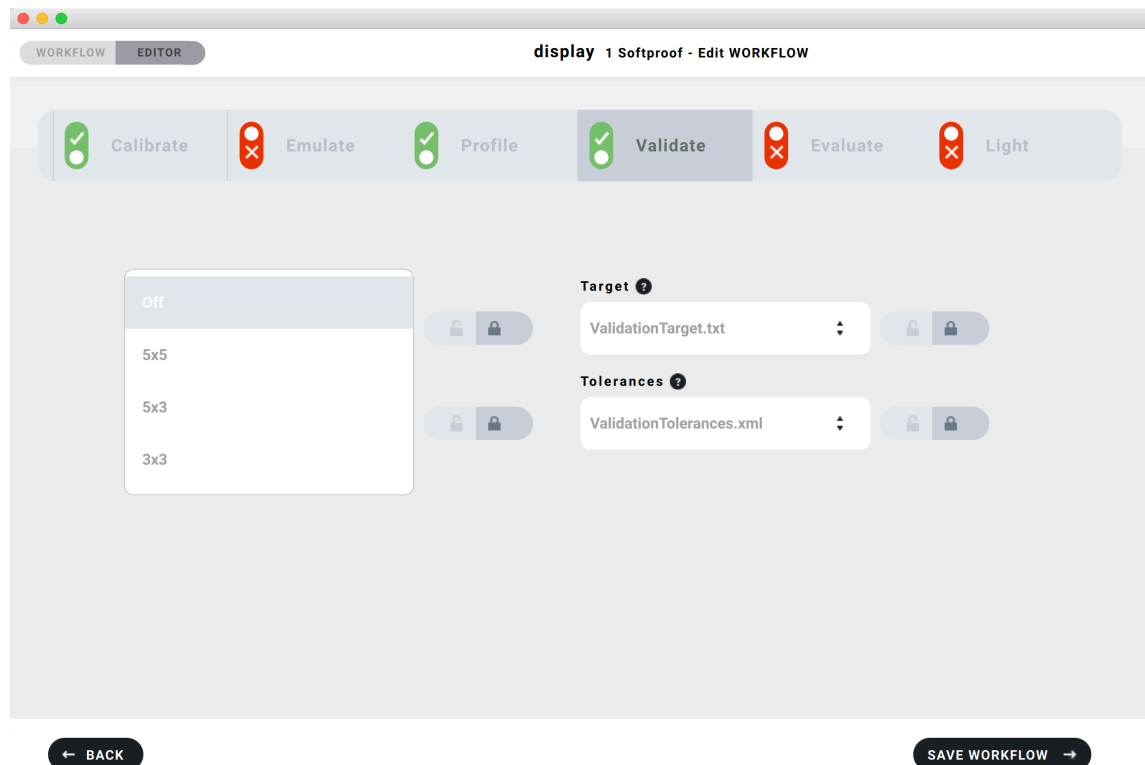 WORKFLOW EDITOR display 1 Softproof - Edit WORKFLOW
Calibrate Emulate Profile Validate Evaluate Light
Off
5x5
5x3
3x3
Target ?
ValidationTarget.txt
Tolerances ?
ValidationTolerances.xml
← BACK
SAVE WORKFLOW →